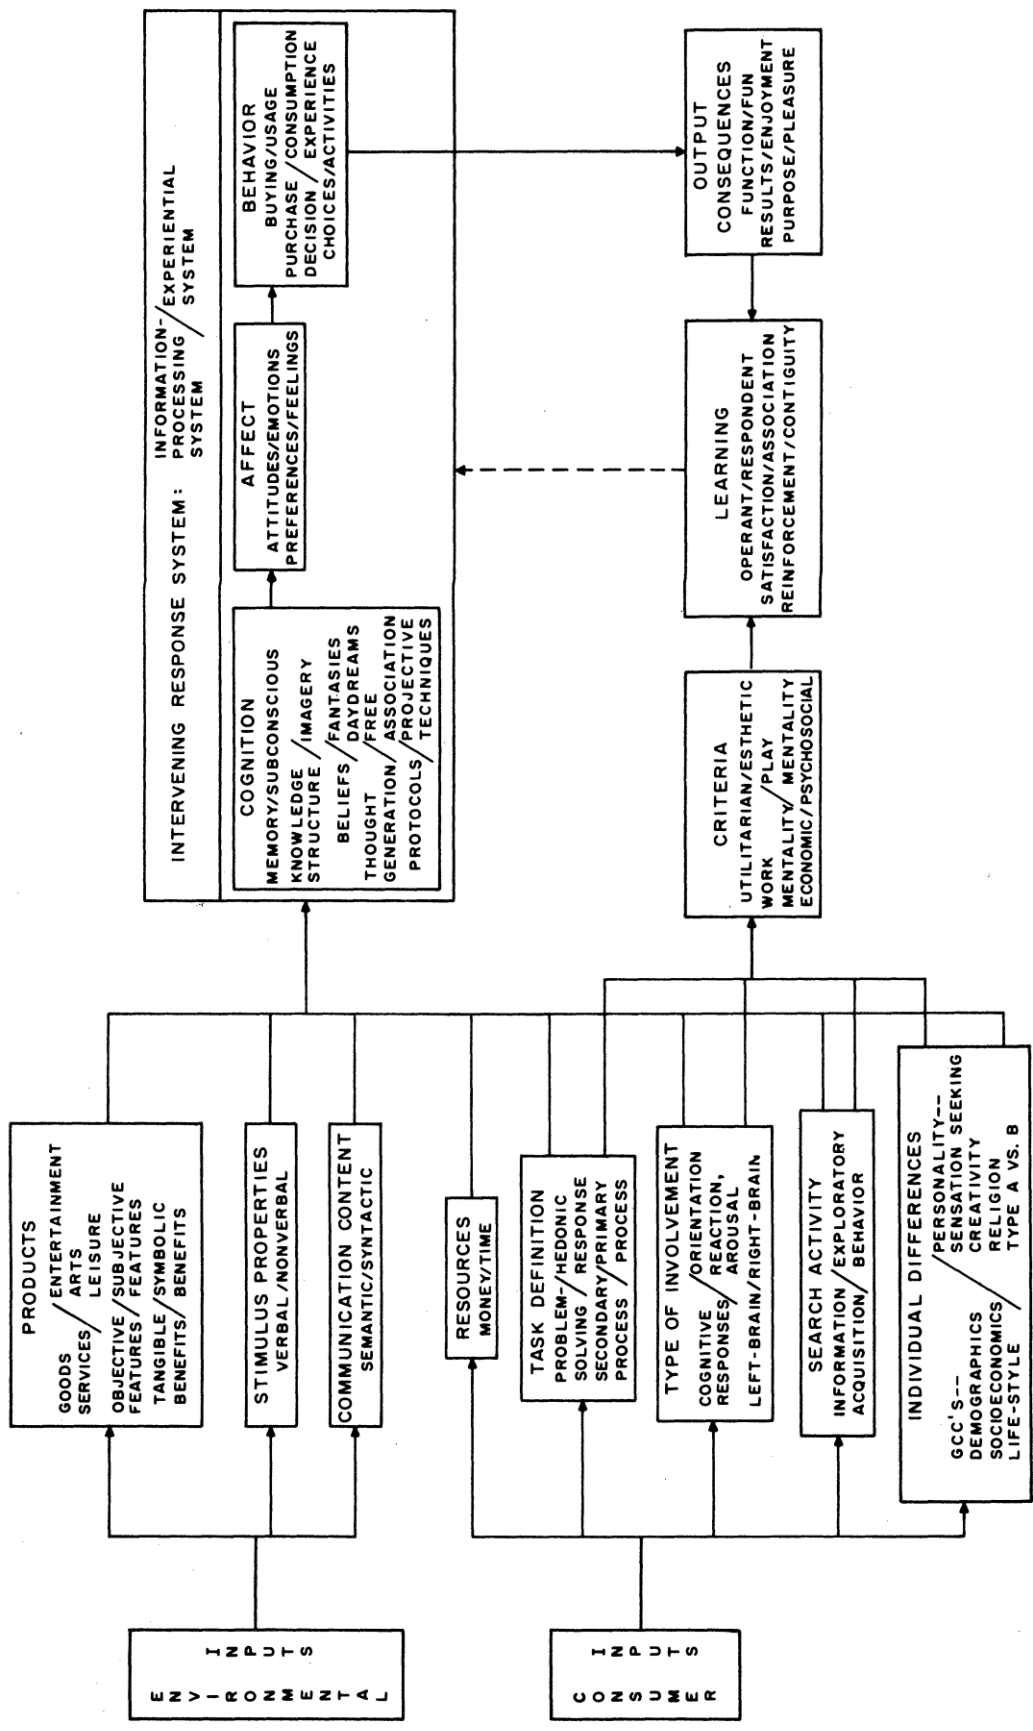 ENVIRONMENTAL
INPUTS
CONSUMER
INPUTS
PRODUCTS
GOODS / ENTERTAINMENT
SERVICES / ARTS
LEISURE
OBJECTIVE / SUBJECTIVE
FEATURES / FEATURES
TANGIBLE / SYMBOLIC
BENEFITS / BENEFITS
STIMULUS PROPERTIES
VERBAL / NONVERBAL
COMMUNICATION CONTENT
SEMANTIC/SYNTACTIC
RESOURCES
MONEY/TIME
TASK DEFINITION
PROBLEM- / HEDONIC
SOLVING / RESPONSE
SECONDARY/PRIMARY
PROCESS / PROCESS
TYPE OF INVOLVEMENT
COGNITIVE / ORIENTATION
RESPONSES / REACTION,
AROUSAL
LEFT-BRAIN/RIGHT-BRAIN
SEARCH ACTIVITY
INFORMATION / EXPLORATORY
ACQUISITION / BEHAVIOR
INDIVIDUAL DIFFERENCES
GCC'S-- / PERSONALITY--
DEMOGRAPHICS / SENSATION SEEKING
SOCIOECONOMICS / CREATIVITY
LIFE-STYLE / RELIGION
TYPE A VS. B
INTERVENING RESPONSE SYSTEM:
INFORMATION- / EXPERIENTIAL
PROCESSING / SYSTEM
SYSTEM
COGNITION
MEMORY/SUBCONSCIOUS
KNOWLEDGE / IMAGERY
STRUCTURE
BELIEFS / FANTASIES
DAYDREAMS
THOUGHT / FREE
GENERATION / ASSOCIATION
PROTOCOLS / PROJECTIVE
TECHNIQUES
AFFECT
ATTITUDES/EMOTIONS
PREFERENCES/FEELINGS
BEHAVIOR
BUYING/USAGE
PURCHASE / CONSUMPTION
DECISION / EXPERIENCE
CHOICES/ACTIVITIES
CRITERIA
UTILITARIAN/ESTHETIC
WORK / PLAY
MENTALITY / MENTALITY
ECONOMIC/PSYCHOSOCIAL
LEARNING
OPERANT/RESPONDENT
SATISFACTION/ASSOCIATION
REINFORCEMENT/CONTIGUITY
OUTPUT
CONSEQUENCES
FUNCTION/FUN
RESULTS/ENJOYMENT
PURPOSE/PLEASURE